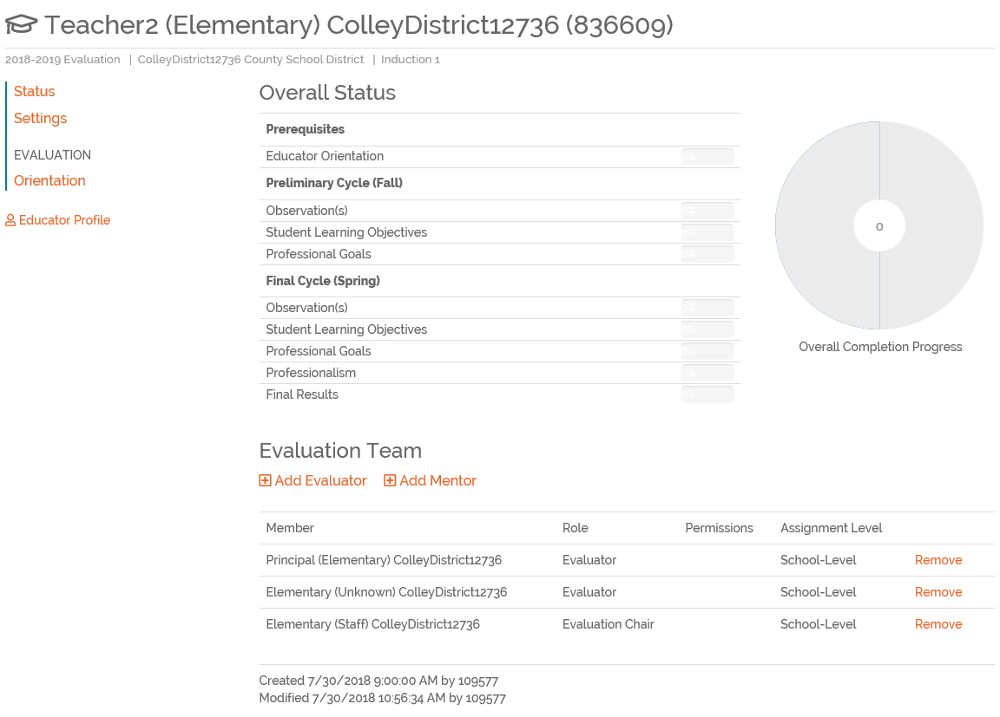 Teacher2 (Elementary) ColleyDistrict12736 (836609)
2018-2019 Evaluation | ColleyDistrict12736 County School District | Induction 1
Status
Settings
EVALUATION
Orientation
Educator Profile
Overall Status
Prerequisites
Educator Orientation 0%
Preliminary Cycle (Fall)
Observation(s) 0%
Student Learning Objectives 0%
Professional Goals 0%
Final Cycle (Spring)
Observation(s) 0%
Student Learning Objectives 0%
Professional Goals 0%
Professionalism 0%
Final Results 0%
0
Overall Completion Progress
Evaluation Team
Add Evaluator Add Mentor
Member Role Permissions Assignment Level
Principal (Elementary) ColleyDistrict12736 Evaluator School-Level Remove
Elementary (Unknown) ColleyDistrict12736 Evaluator School-Level Remove
Elementary (Staff) ColleyDistrict12736 Evaluation Chair School-Level Remove
Created 7/30/2018 9:00:00 AM by 109577
Modified 7/30/2018 10:56:34 AM by 109577